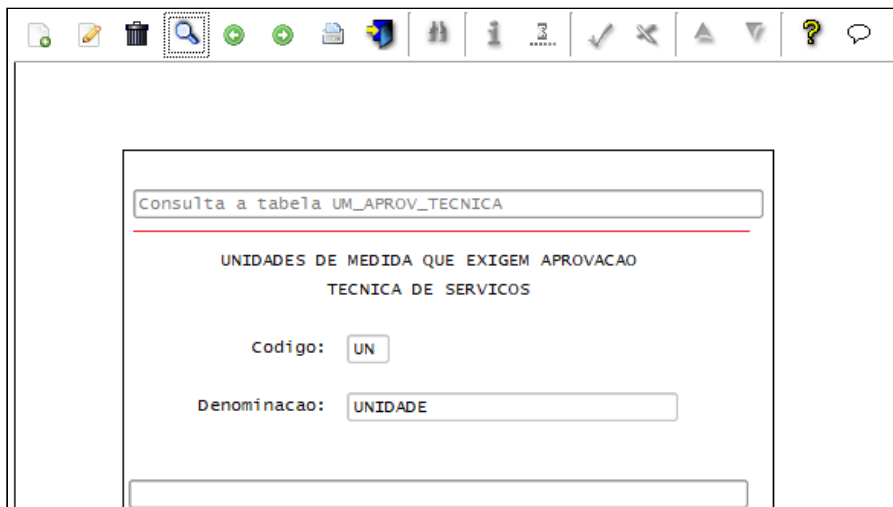 Consulta a tabela UM_APROV_TECNICA
UNIDADES DE MEDIDA QUE EXIGEM APROVACAO
TECNICA DE SERVICOS
Codigo: UN
Denominacao: UNIDADE